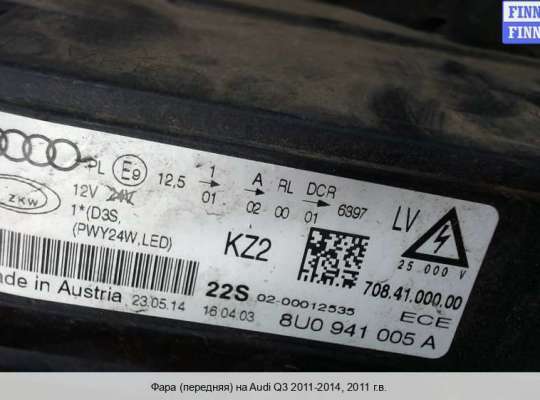 FINN
FINN
PL E9 12,5 1 A RL DCR
01 02 00 01 6397
ZKW 12V 24V
1*(D3S,
(PWY24W,LED)
KZ2
LV
25.000 V
708.41.000.00
ECE
Made in Austria 23.05.14
22S 02-00012535
16:04:03 8U0 941 005 A
Фара (передняя) на Audi Q3 2011-2014, 2011 г.в.